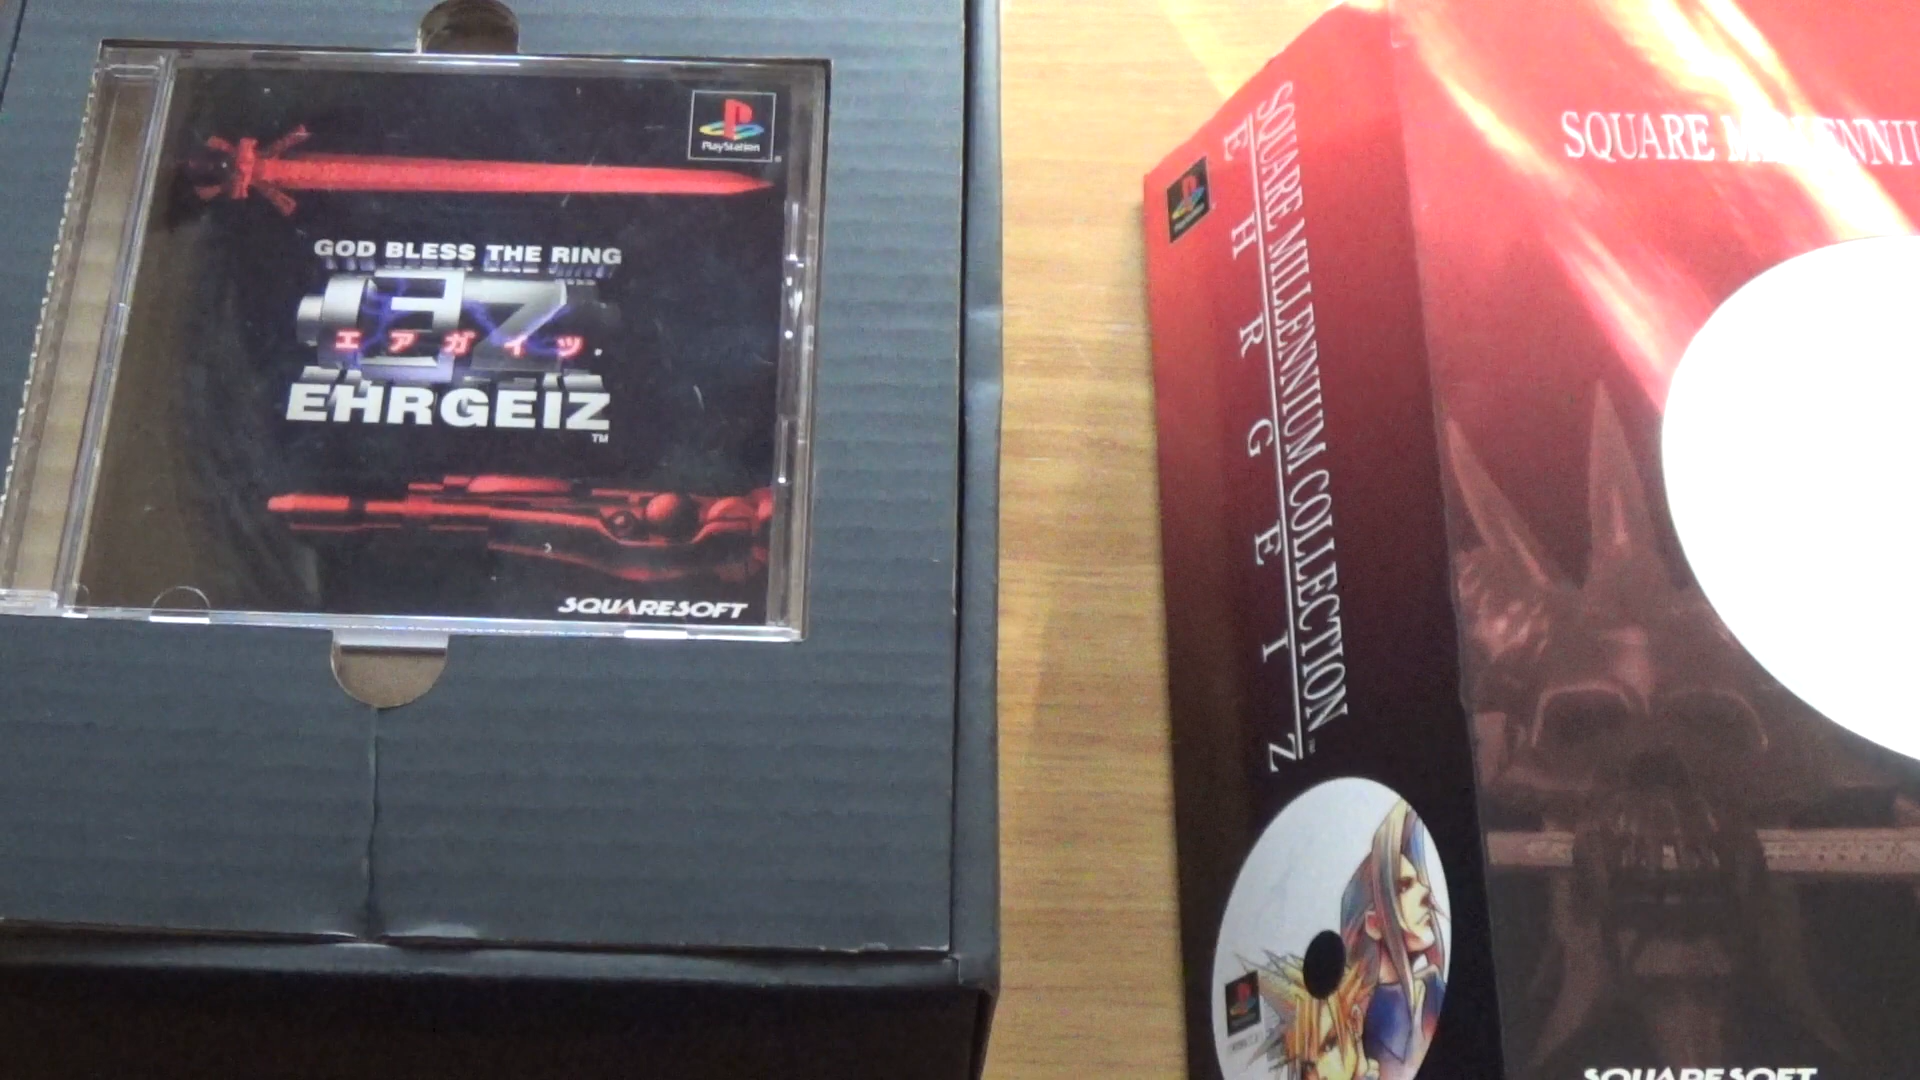 PlayStation
GOD BLESS THE RING
EZ
エアガイツ
EHRGEIZ
TM
SQUARESOFT
SQUARE MILLENNIUM COLLECTION
EHRGEIZ
SQUARE
SQUARESOFT